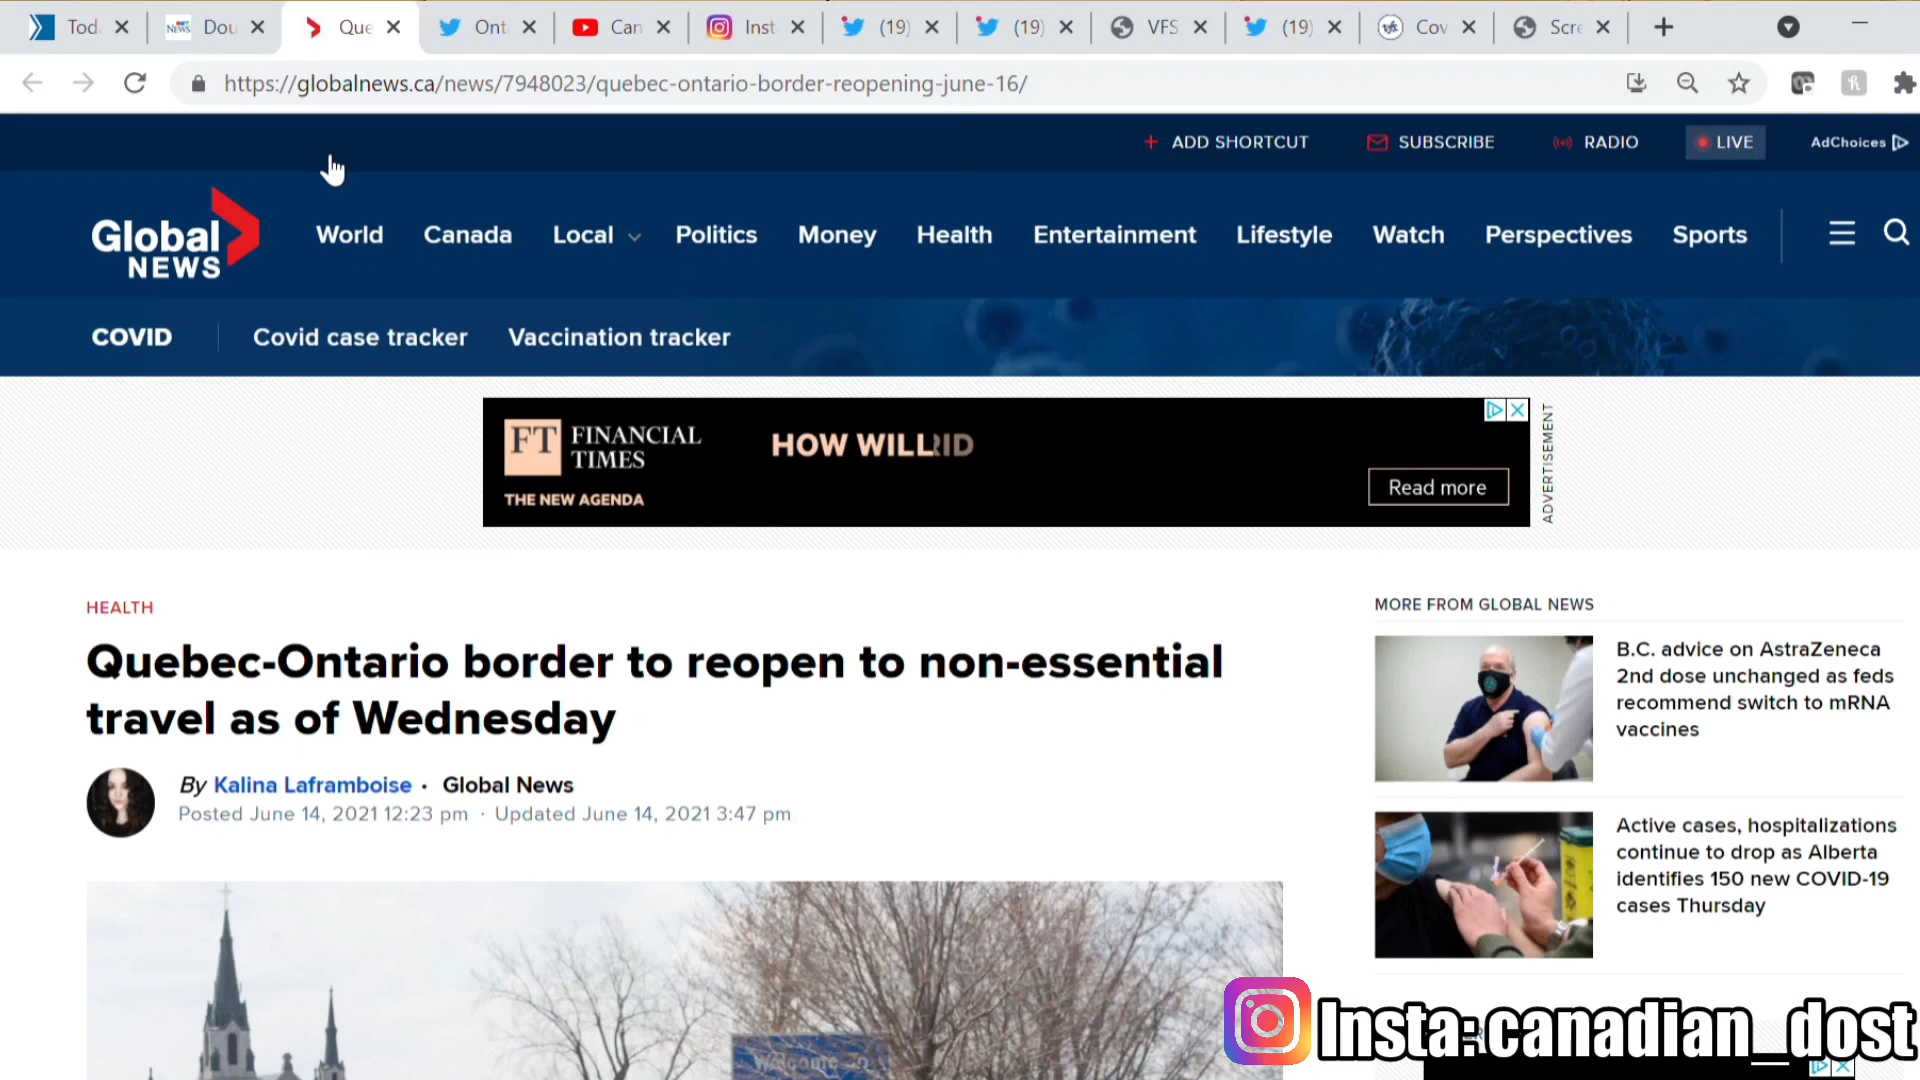 Tod
Dou
Que
Ont
Can
Inst
(19)
(19)
VFS
(19)
Cov
Scre
https://globalnews.ca/news/7948023/quebec-ontario-border-reopening-june-16/
ADD SHORTCUT
SUBSCRIBE
RADIO
LIVE
AdChoices
Global
NEWS
World
Canada
Local
Politics
Money
Health
Entertainment
Lifestyle
Watch
Perspectives
Sports
COVID
Covid case tracker
Vaccination tracker
FT
FINANCIAL
TIMES
THE NEW AGENDA
HOW WILL
Read more
ADVERTISEMENT
HEALTH
Quebec-Ontario border to reopen to non-essential
travel as of Wednesday
By Kalina Laframboise · Global News
Posted June 14, 2021 12:23 pm · Updated June 14, 2021 3:47 pm
MORE FROM GLOBAL NEWS
B.C. advice on AstraZeneca
2nd dose unchanged as feds
recommend switch to mRNA
vaccines
Active cases, hospitalizations
continue to drop as Alberta
identifies 150 new COVID-19
cases Thursday
Welcome to
Insta:canadian__dost